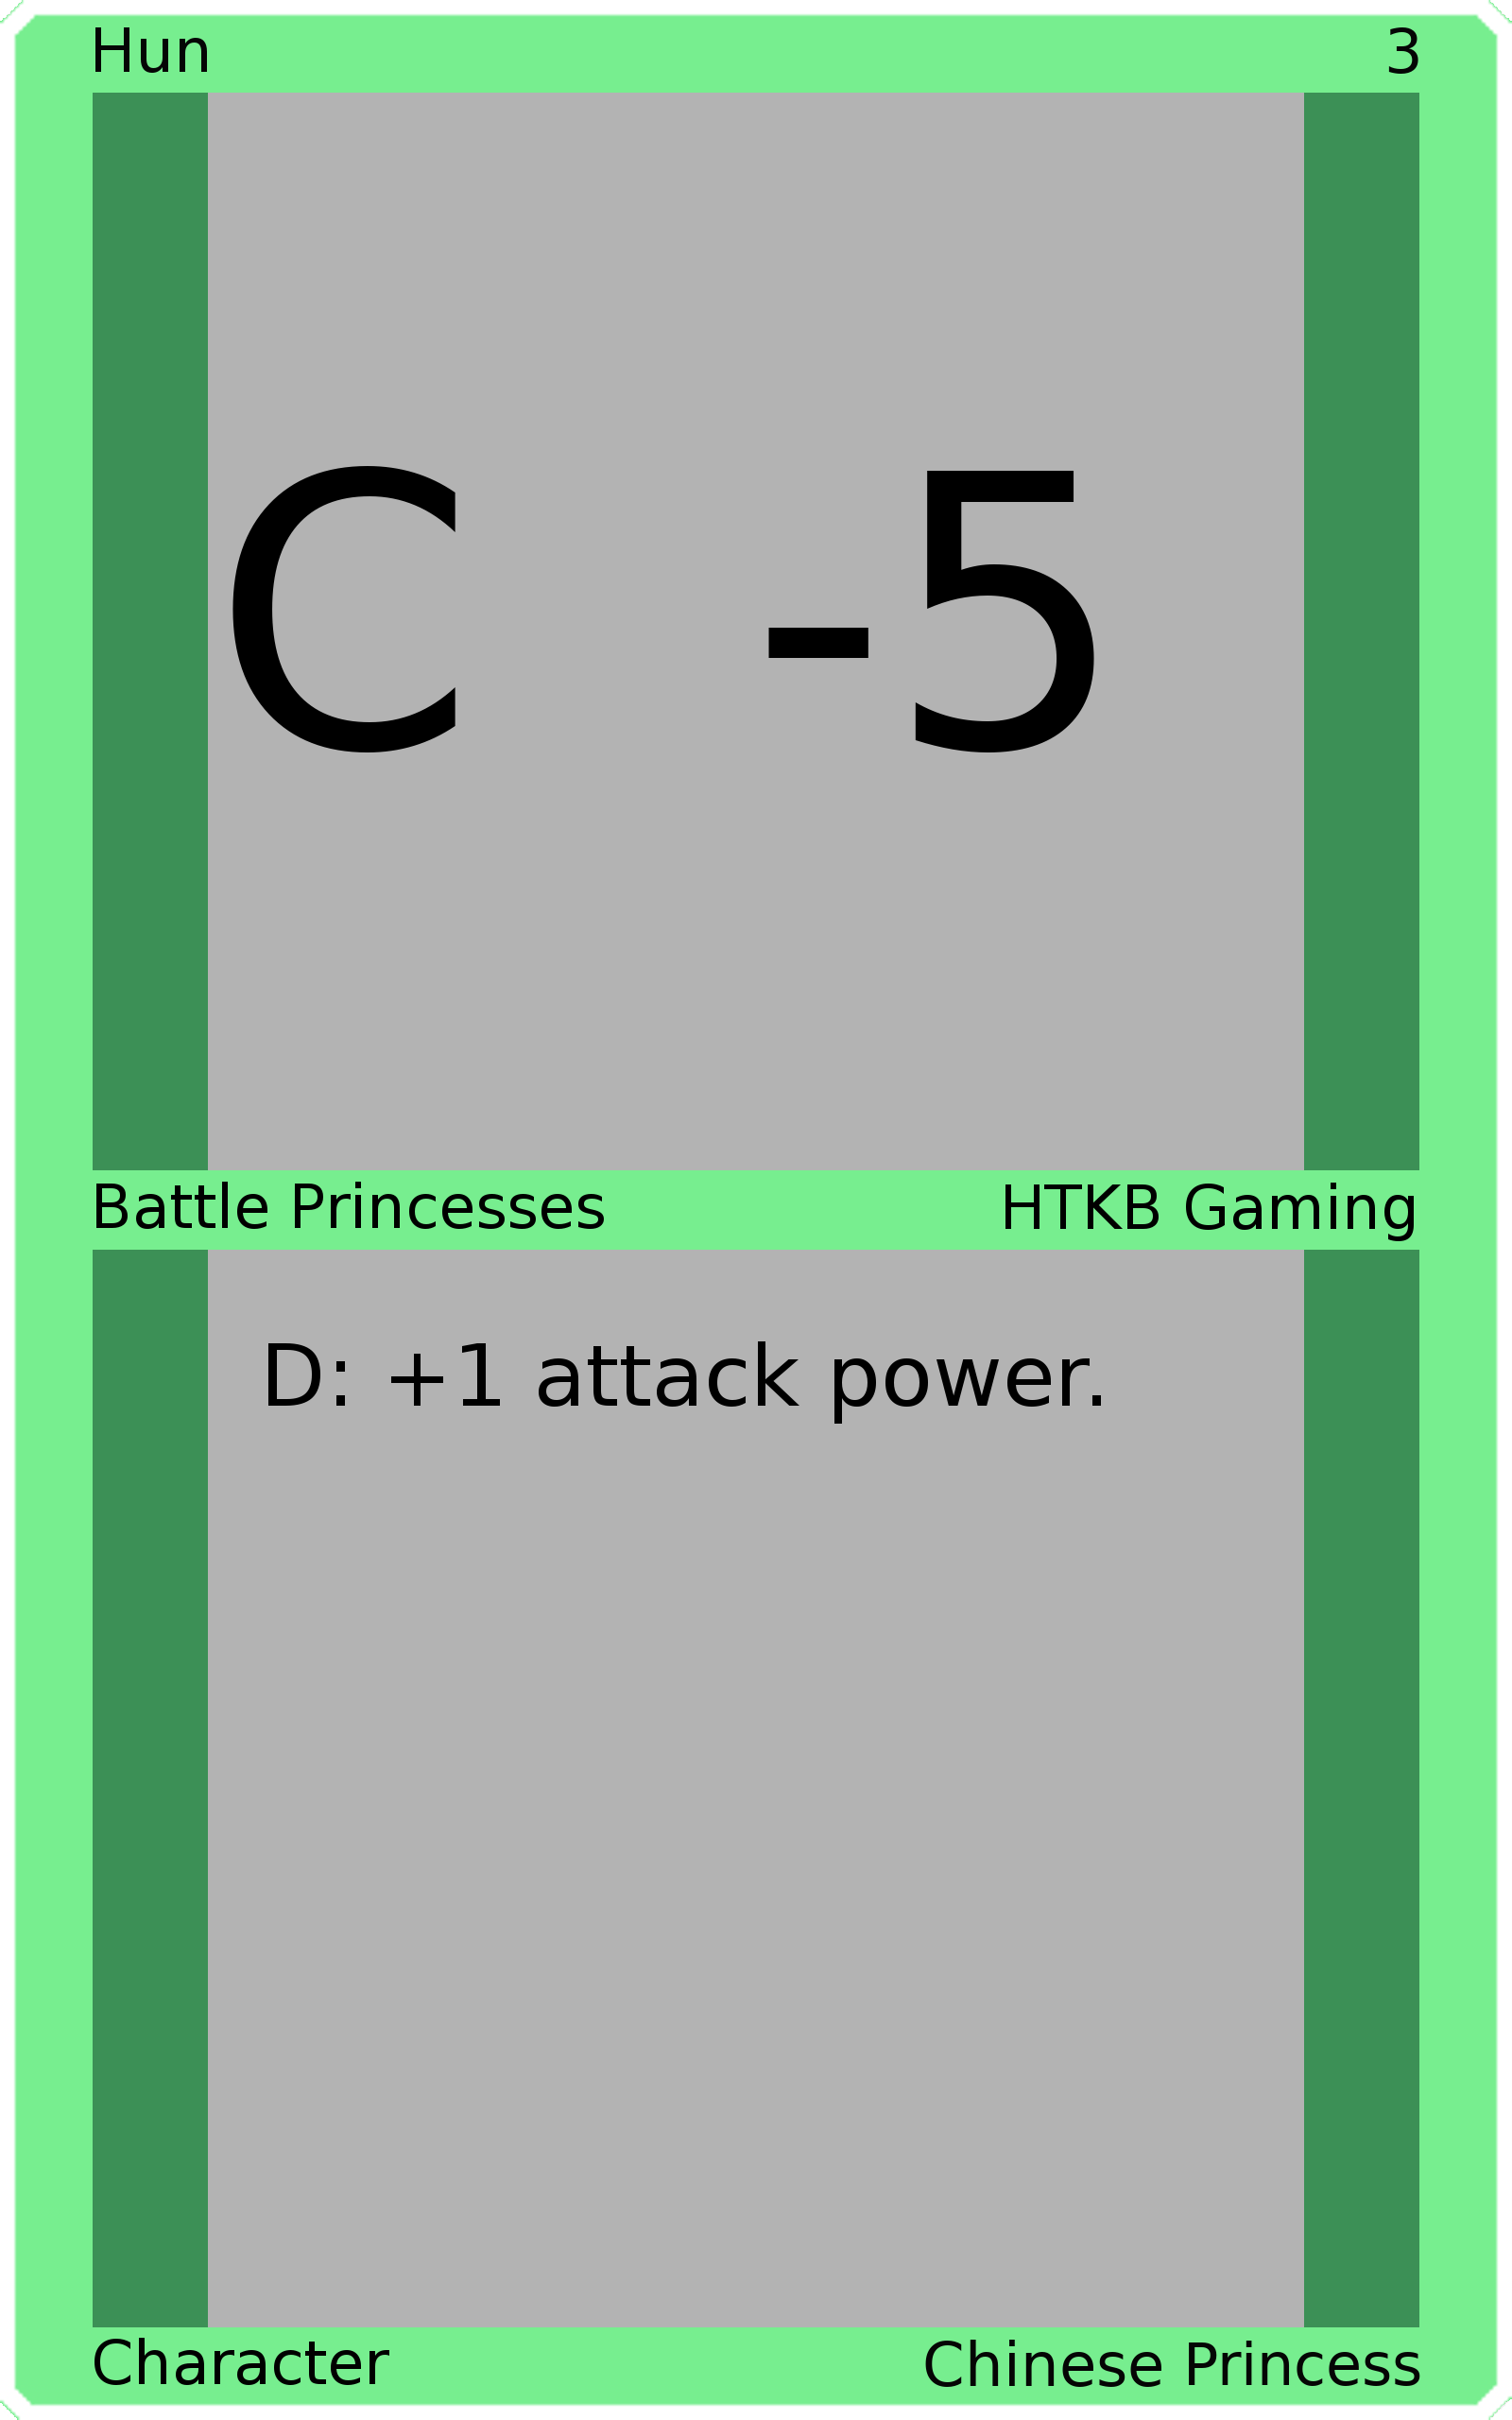 Hun 3
C -5
Battle Princesses HTKB Gaming
D: +1 attack power.
Character Chinese Princess